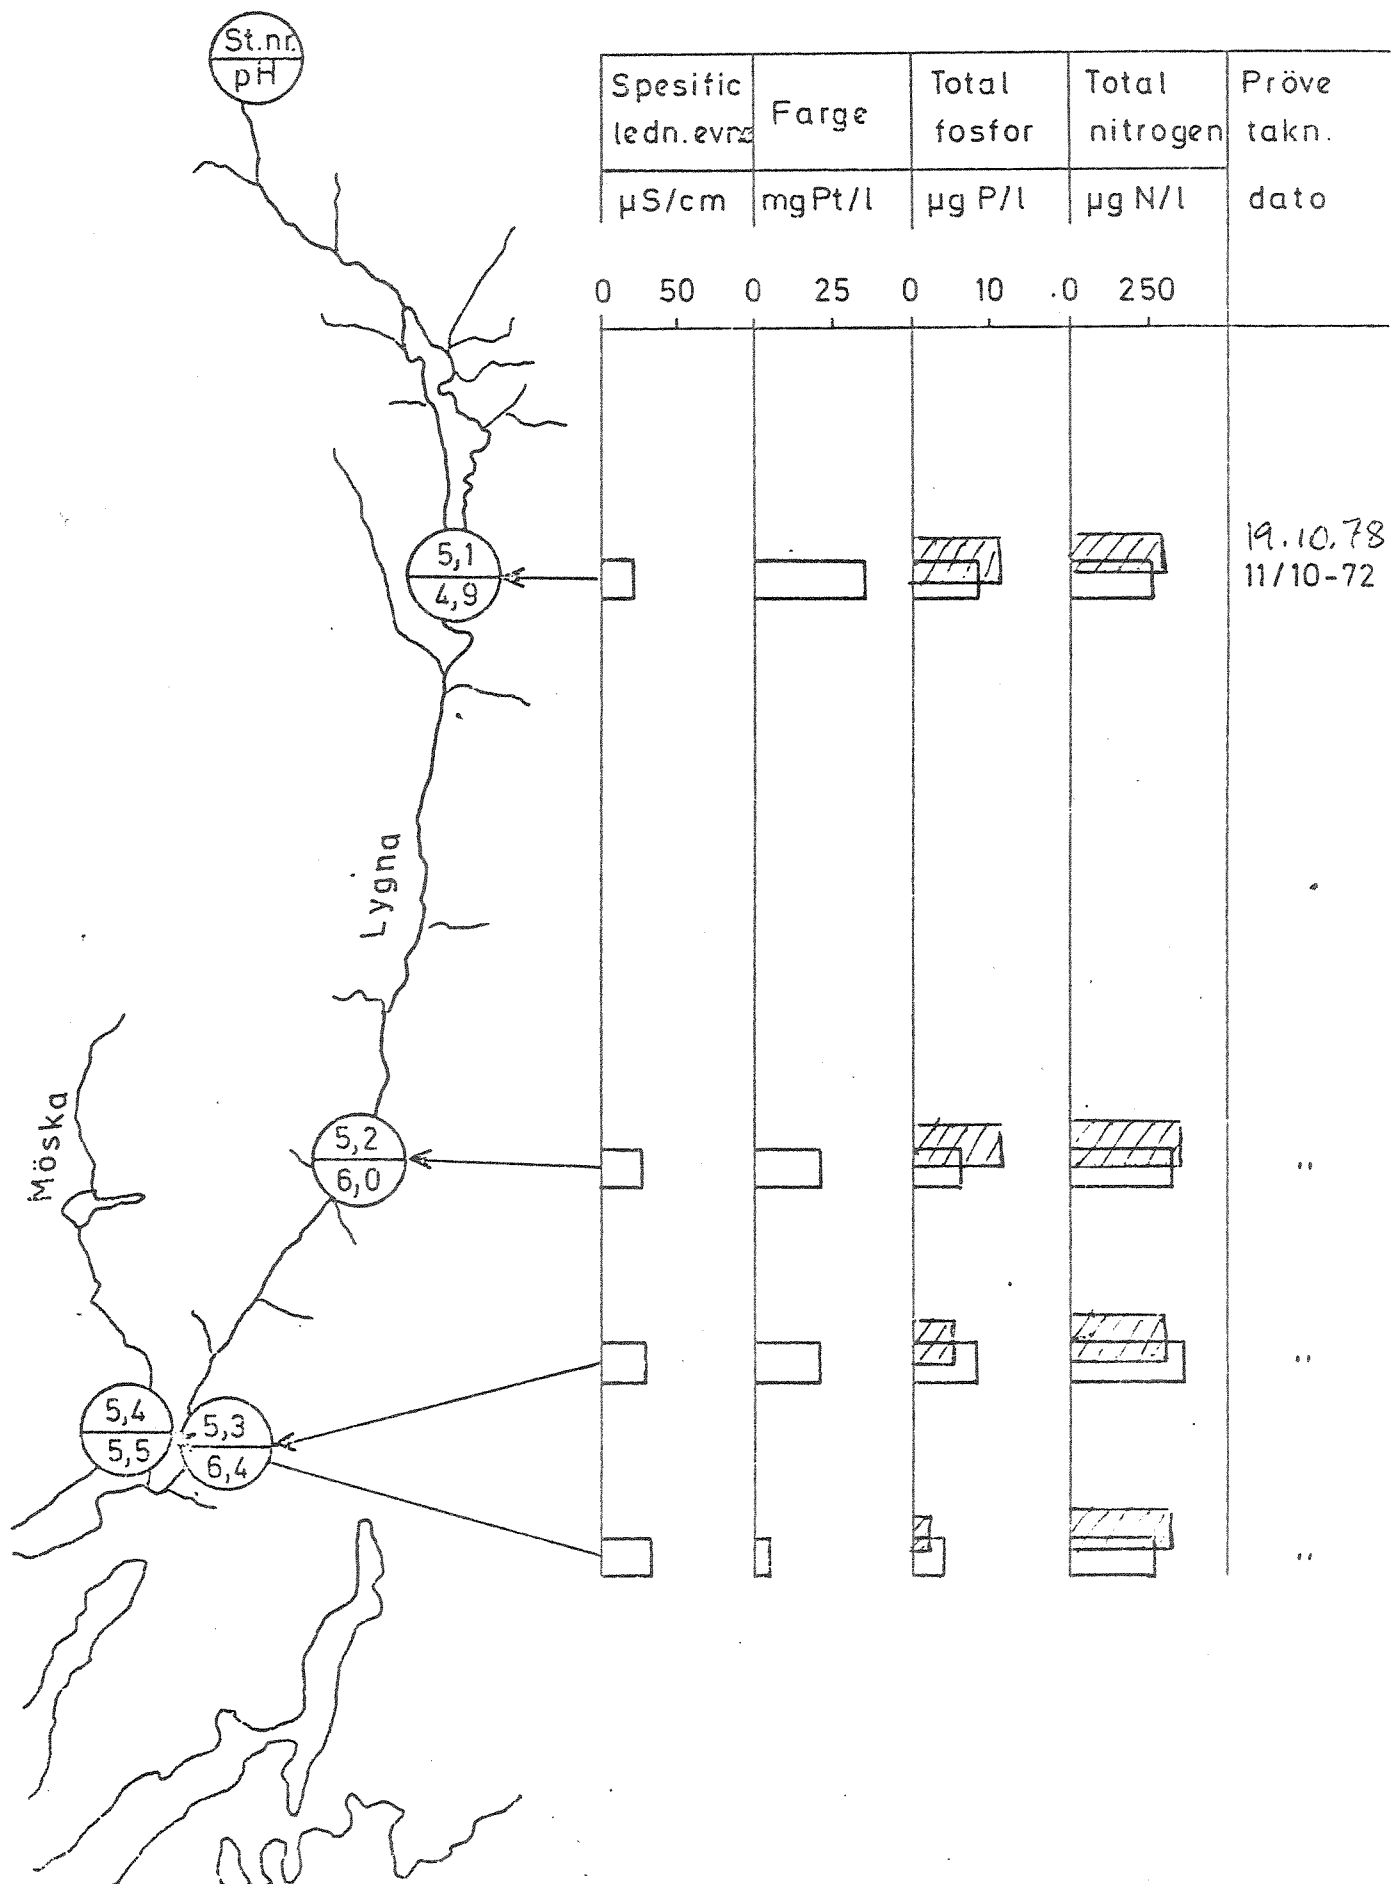 St.nr.
pH
Spesific
ledn.evne
Farge
Total
fosfor
Total
nitrogen
Pröve
takn.
dato
µS/cm
mgPt/l
µg P/l
µg N/l
0 50 0 25 0 10 0 250
5,1
4,9
19.10.78
11/10-72
Lygna
Möska
5,2
6,0
"
"
5,4
5,5
5,3
6,4
"